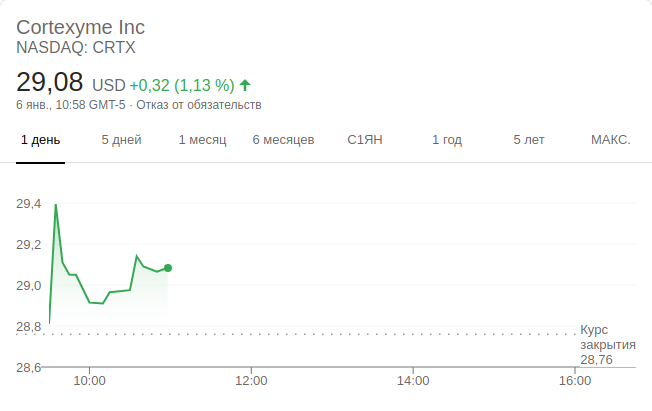 Cortexyme Inc
NASDAQ: CRTX
29,08 USD +0,32 (1,13 %)
6 янв., 10:58 GMT-5 · Отказ от обязательств
1 день 5 дней 1 месяц 6 месяцев С1ЯН 1 год 5 лет МАКС.
29,4
29,2
29,0
28,8
Курс
закрытия
28,76
28,6
10:00 12:00 14:00 16:00